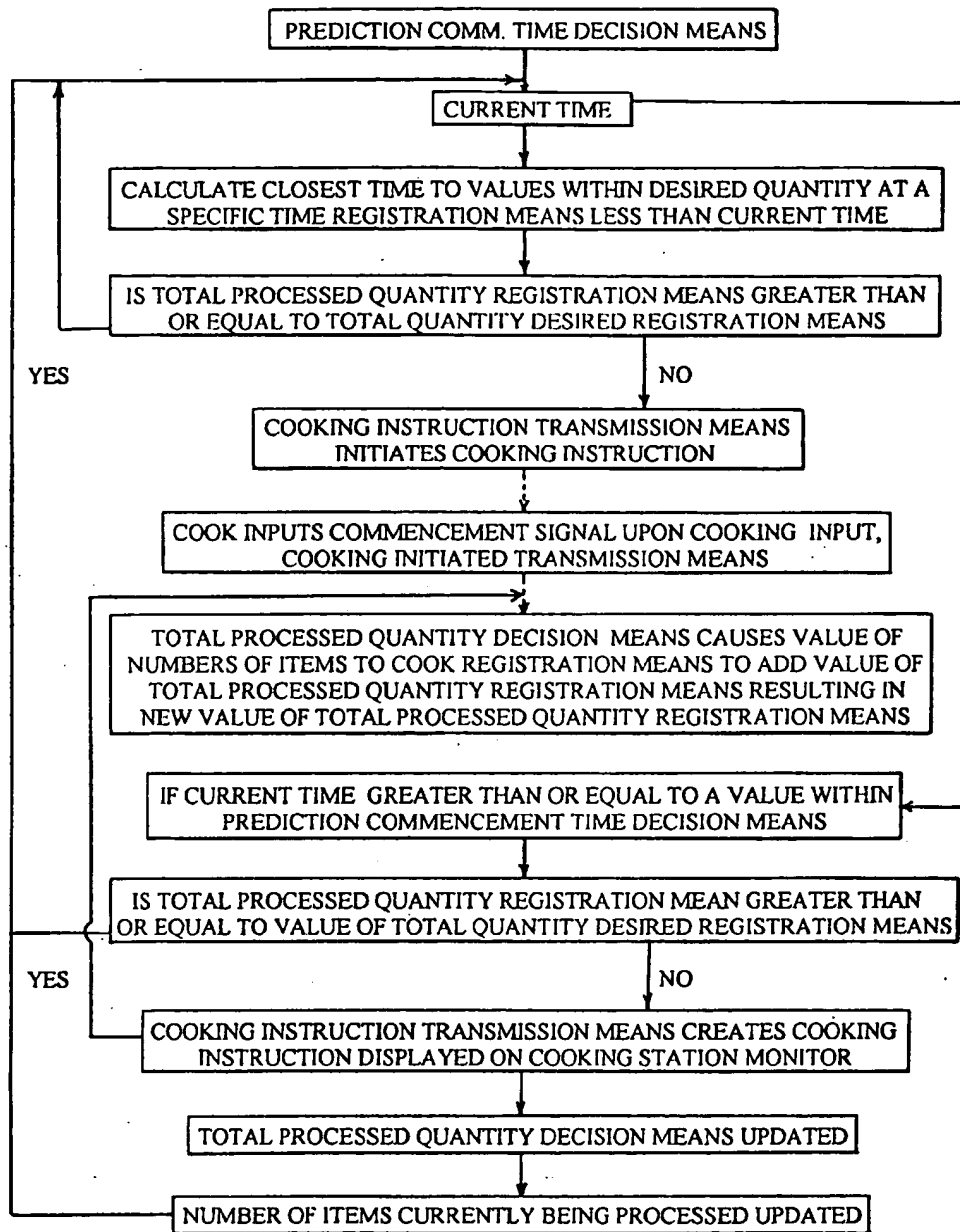 PREDICTION COMM. TIME DECISION MEANS
CURRENT TIME
CALCULATE CLOSEST TIME TO VALUES WITHIN DESIRED QUANTITY AT A
SPECIFIC TIME REGISTRATION MEANS LESS THAN CURRENT TIME
IS TOTAL PROCESSED QUANTITY REGISTRATION MEANS GREATER THAN
OR EQUAL TO TOTAL QUANTITY DESIRED REGISTRATION MEANS
YES
NO
COOKING INSTRUCTION TRANSMISSION MEANS
INITIATES COOKING INSTRUCTION
COOK INPUTS COMMENCEMENT SIGNAL UPON COOKING INPUT,
COOKING INITIATED TRANSMISSION MEANS
TOTAL PROCESSED QUANTITY DECISION MEANS CAUSES VALUE OF
NUMBERS OF ITEMS TO COOK REGISTRATION MEANS TO ADD VALUE OF
TOTAL PROCESSED QUANTITY REGISTRATION MEANS RESULTING IN
NEW VALUE OF TOTAL PROCESSED QUANTITY REGISTRATION MEANS
IF CURRENT TIME GREATER THAN OR EQUAL TO A VALUE WITHIN
PREDICTION COMMENCEMENT TIME DECISION MEANS
IS TOTAL PROCESSED QUANTITY REGISTRATION MEAN GREATER THAN
OR EQUAL TO VALUE OF TOTAL QUANTITY DESIRED REGISTRATION MEANS
YES
NO
COOKING INSTRUCTION TRANSMISSION MEANS CREATES COOKING
INSTRUCTION DISPLAYED ON COOKING STATION MONITOR
TOTAL PROCESSED QUANTITY DECISION MEANS UPDATED
NUMBER OF ITEMS CURRENTLY BEING PROCESSED UPDATED